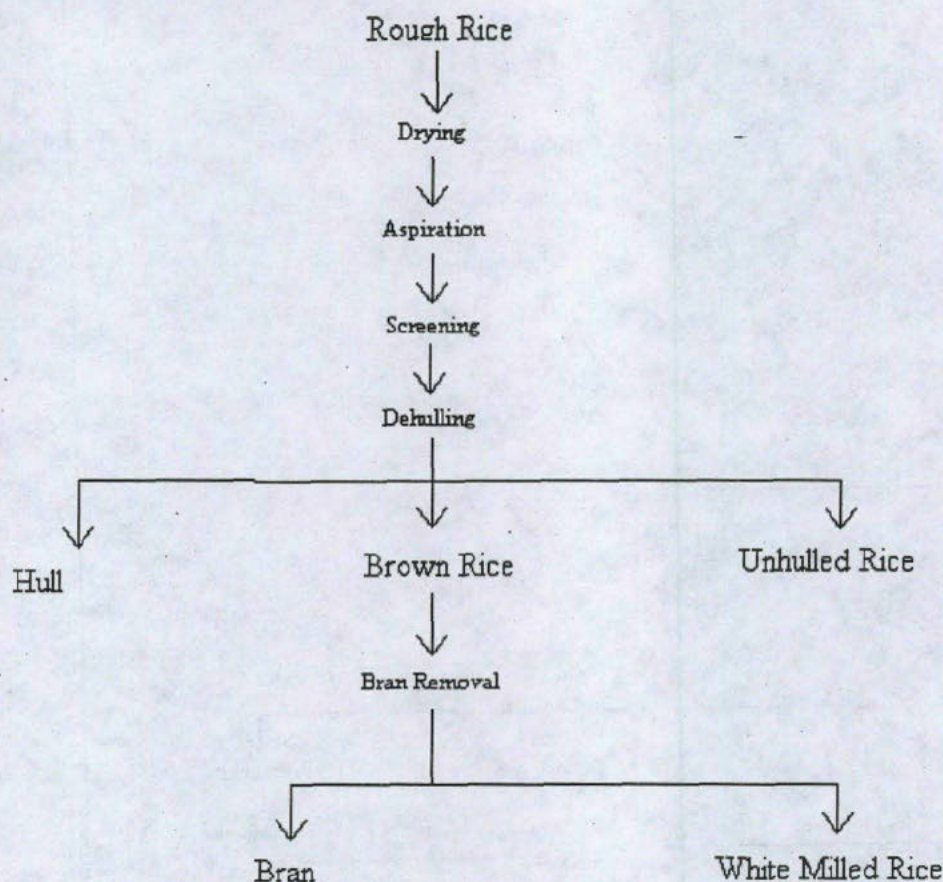 Rough Rice
Drying
Aspiration
Screening
Dehulling
Hull
Brown Rice
Unhulled Rice
Bran Removal
Bran
White Milled Rice